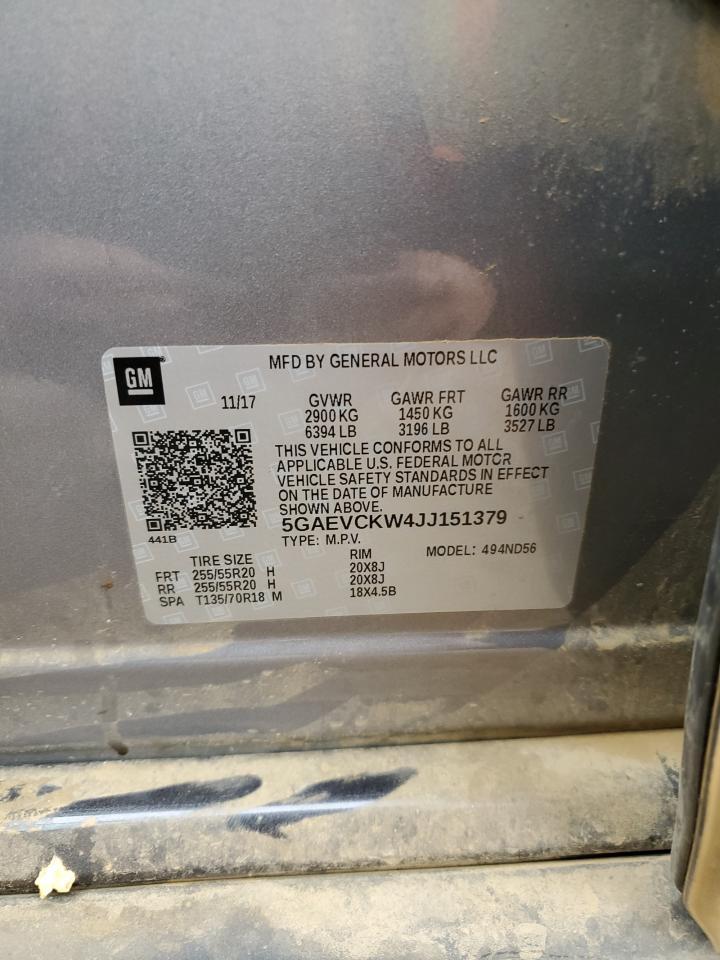 GM
MFD BY GENERAL MOTORS LLC
11/17
GVWR GAWR FRT GAWR RR
2900 KG 1450 KG 1600 KG
6394 LB 3196 LB 3527 LB
THIS VEHICLE CONFORMS TO ALL
APPLICABLE U.S. FEDERAL MOTOR
VEHICLE SAFETY STANDARDS IN EFFECT
ON THE DATE OF MANUFACTURE
SHOWN ABOVE.
5GAEVCKW4JJ151379
441B
TYPE: M.P.V. MODEL: 494ND56
TIRE SIZE RIM
FRT 255/55R20 H 20X8J
RR 255/55R20 H 20X8J
SPA T135/70R18 M 18X4.5B